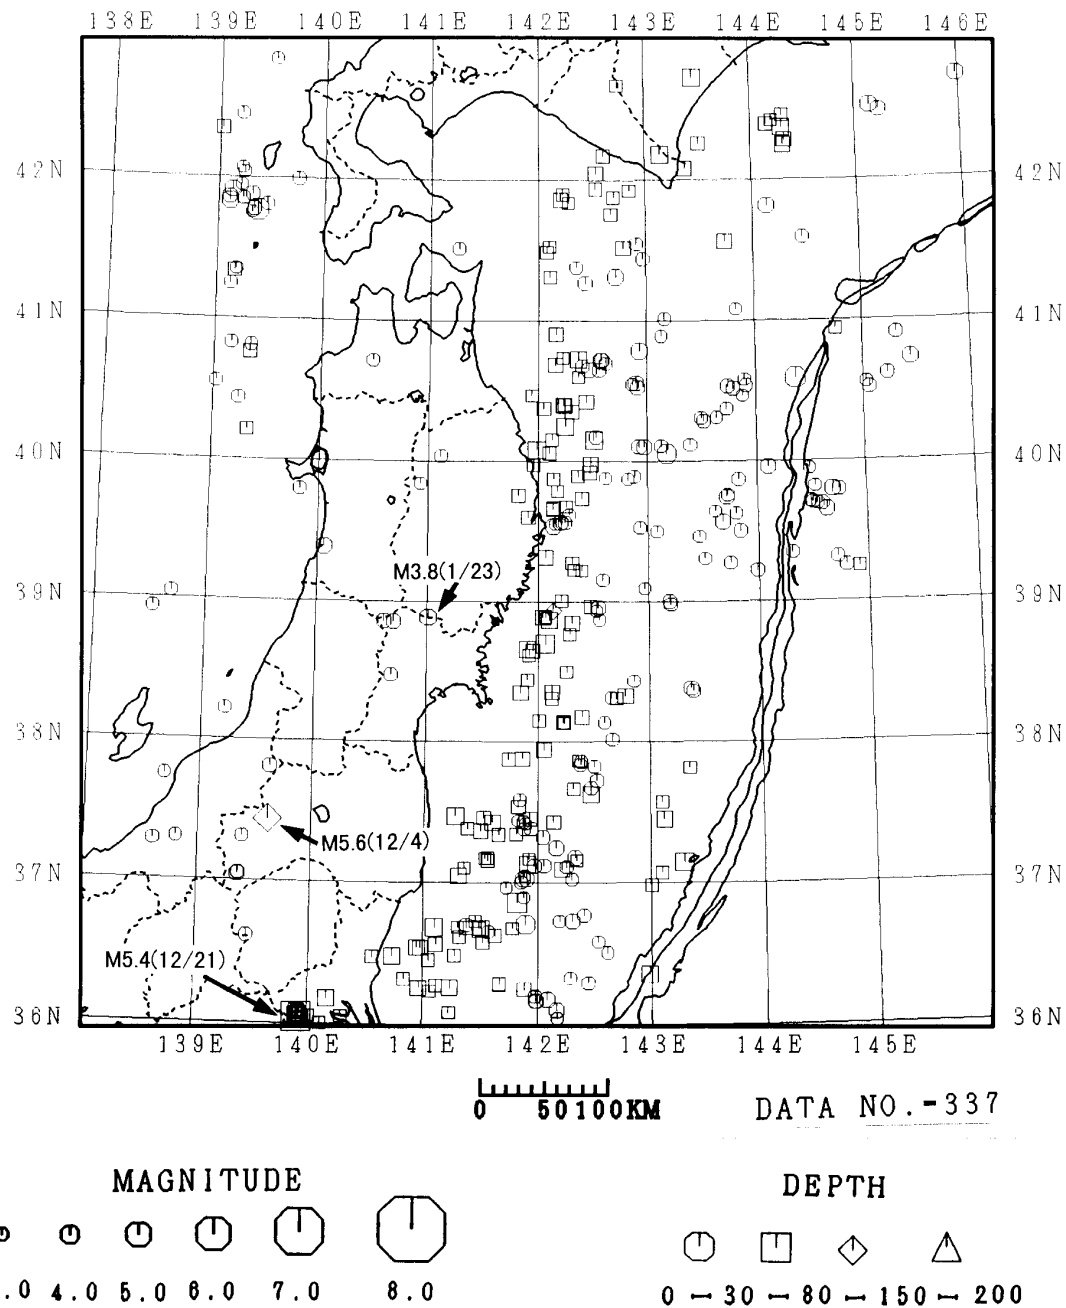 138E 139E 140E 141E 142E 143E 144E 145E 146E
42N 42N
41N 41N
40N 40N
M3.8(1/23)
39N 39N
38N 38N
M5.6(12/4)
37N 37N
M5.4(12/21)
36N 36N
139E 140E 141E 142E 143E 144E 145E
0 50 100KM
DATA NO.-337
MAGNITUDE
DEPTH
.0 4.0 5.0 6.0 7.0 8.0
0 — 30 — 80 — 150 — 200